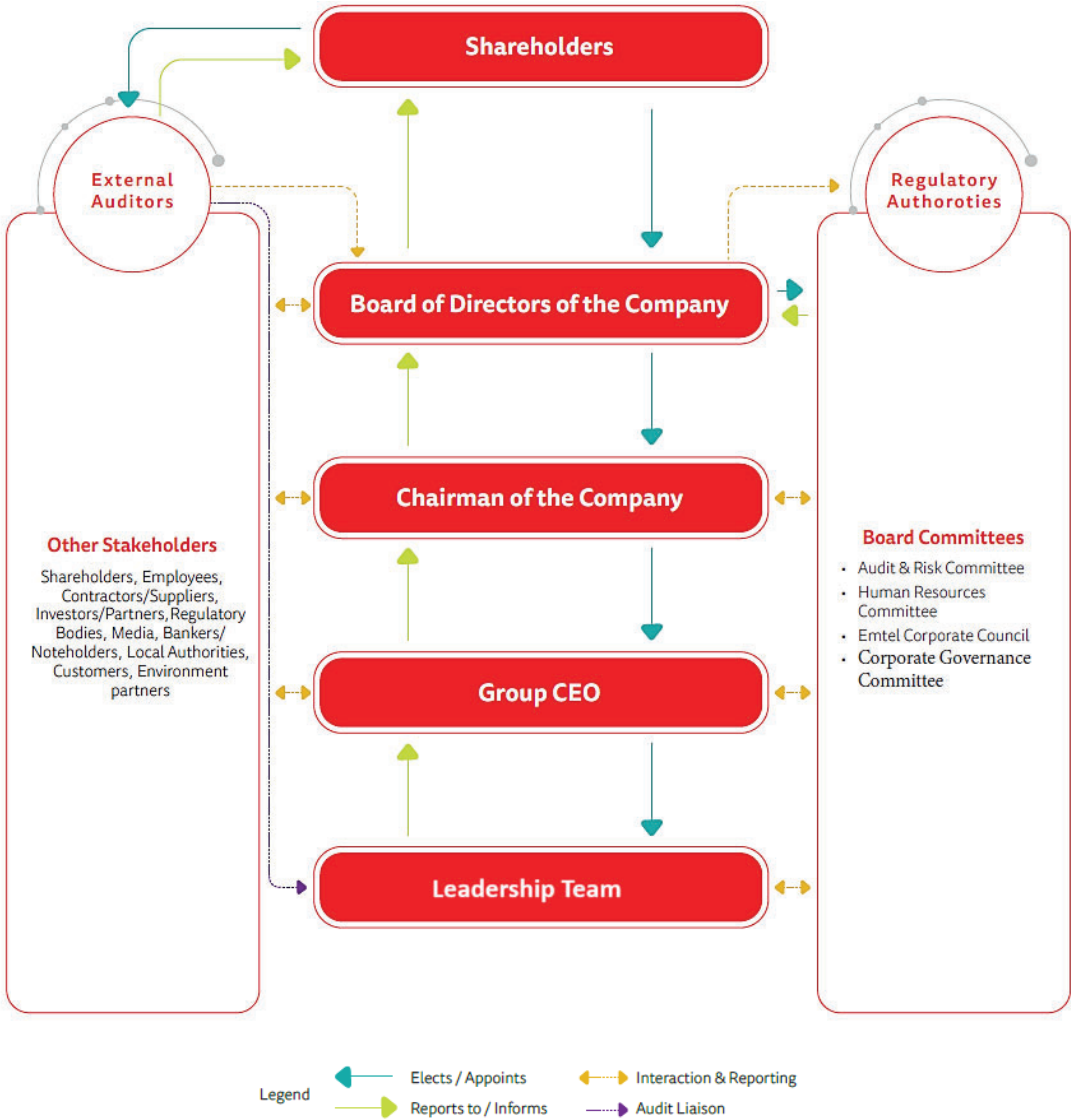 Shareholders
External
Auditors
Regulatory
Authoroties
Board of Directors of the Company
Chairman of the Company
Other Stakeholders
Shareholders, Employees,
Contractors/Suppliers,
Investors/Partners, Regulatory
Bodies, Media, Bankers/
Noteholders, Local Authorities,
Customers, Environment
partners
Board Committees
• Audit & Risk Committee
• Human Resources
Committee
• Emtel Corporate Council
• Corporate Governance
Committee
Group CEO
Leadership Team
Legend
Elects / Appoints
Interaction & Reporting
Reports to / Informs
Audit Liaison